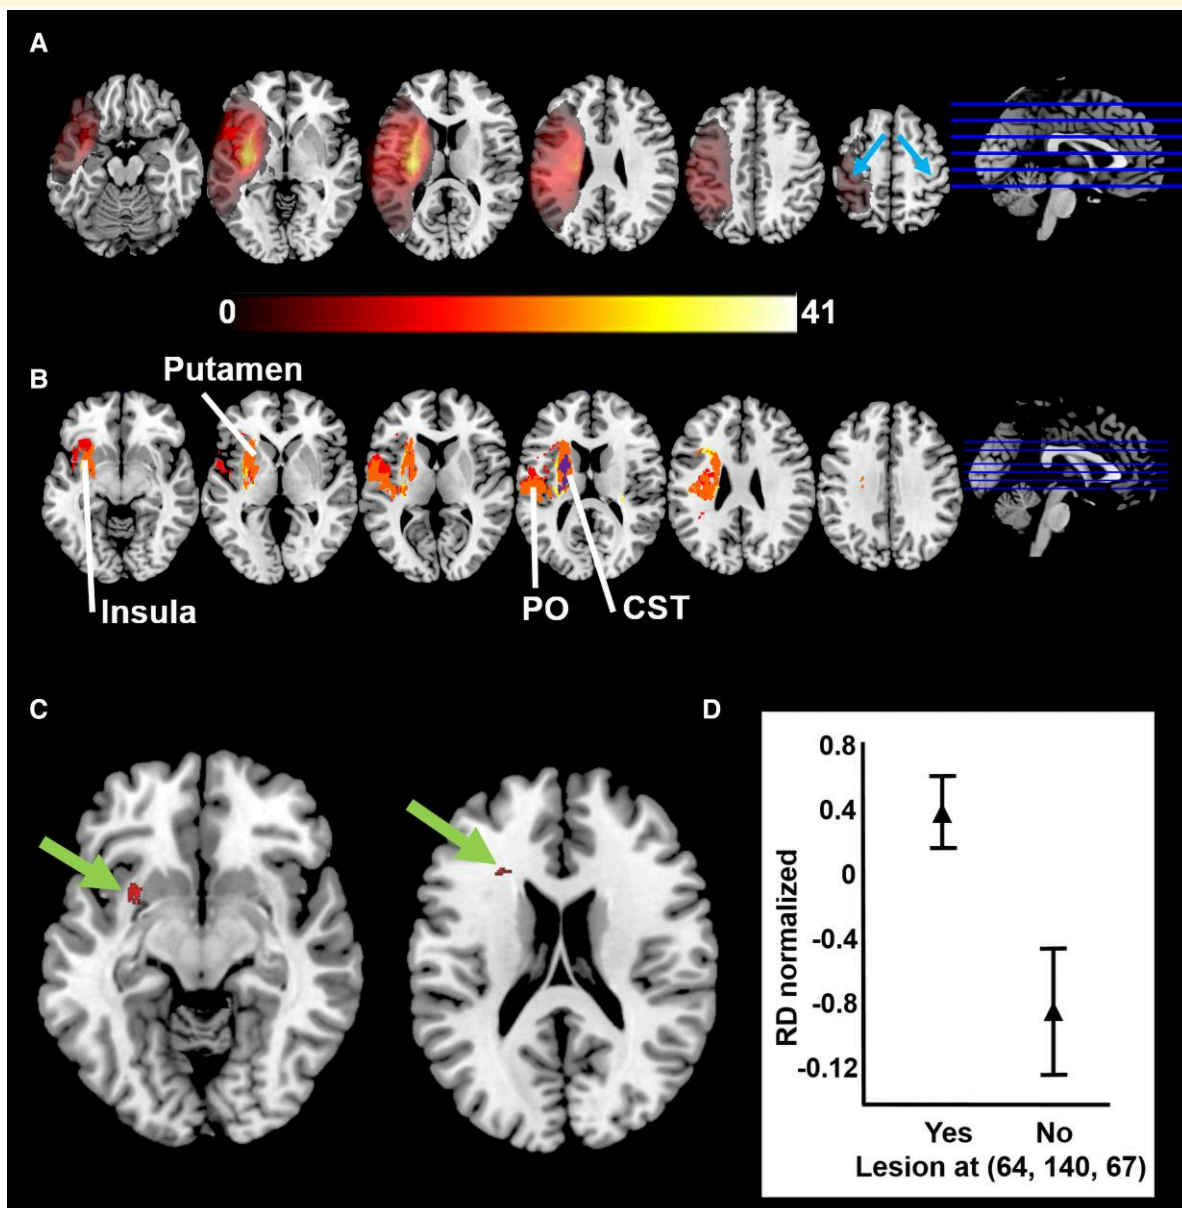 A
0
41
B
Putamen
Insula
PO
CST
C
D
0.8
0.4
0
-0.4
-0.8
-0.12
RD normalized
Yes No
Lesion at (64, 140, 67)